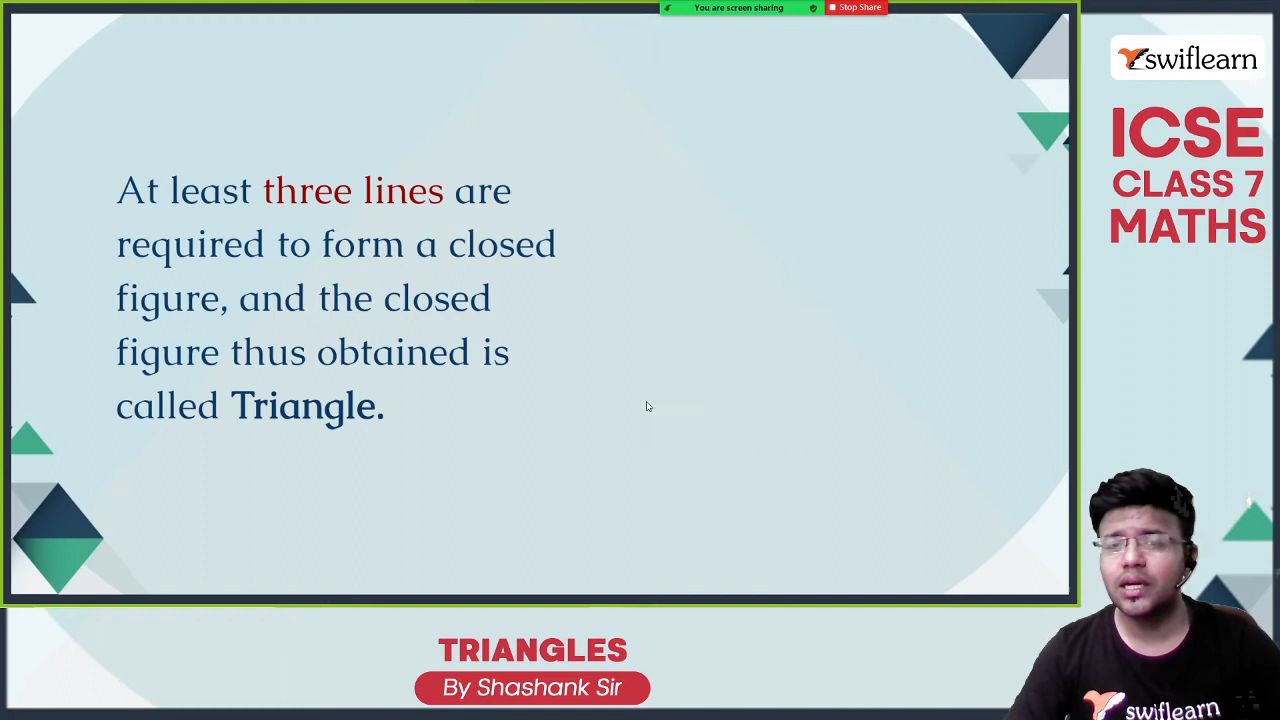 You are screen sharing
Stop Share
swiflearn
ICSE
CLASS 7
MATHS
At least three lines are
required to form a closed
figure, and the closed
figure thus obtained is
called Triangle.
TRIANGLES
By Shashank Sir
swiflearn